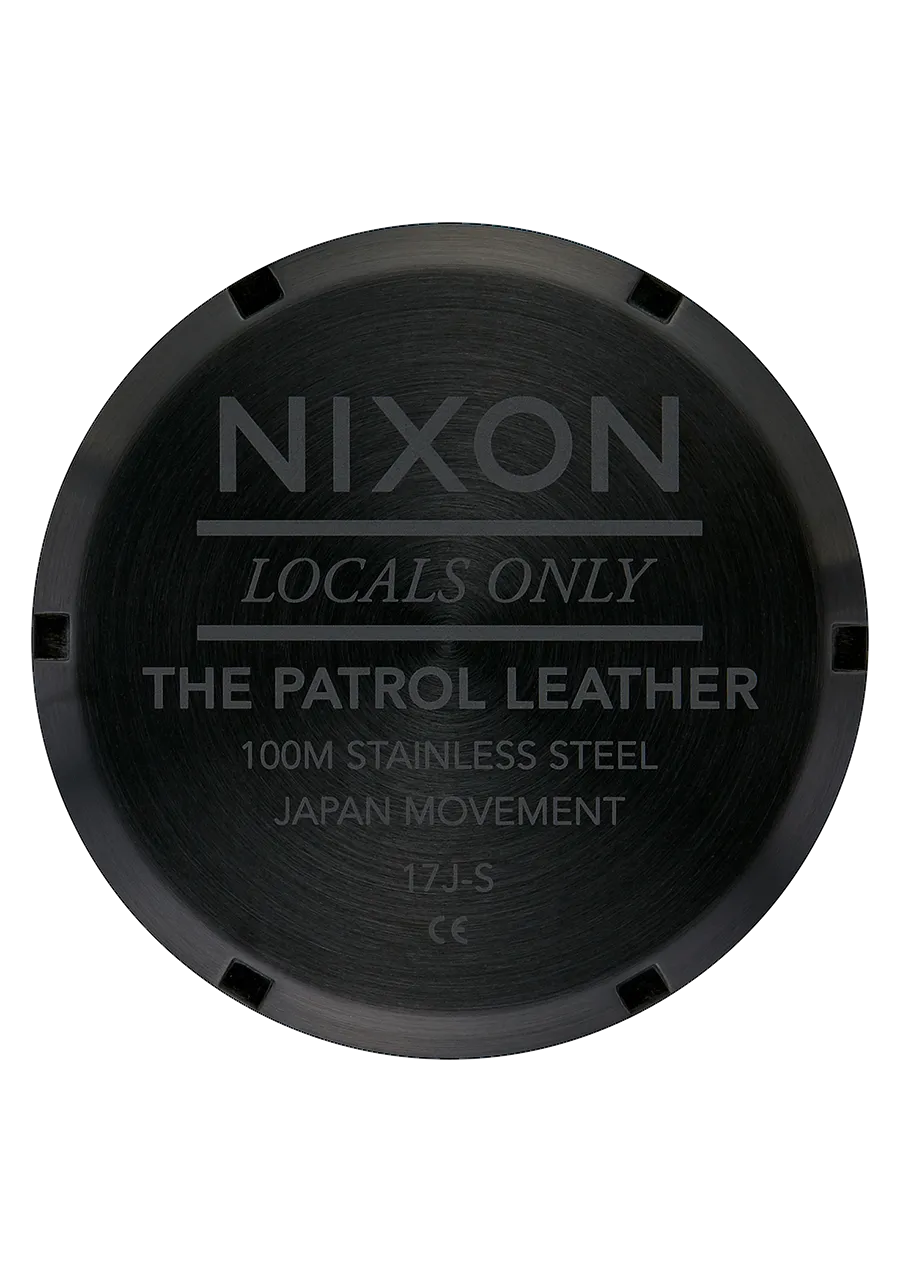 NIXON
LOCALS ONLY
THE PATROL LEATHER
100M STAINLESS STEEL
JAPAN MOVEMENT
17J-S
CE